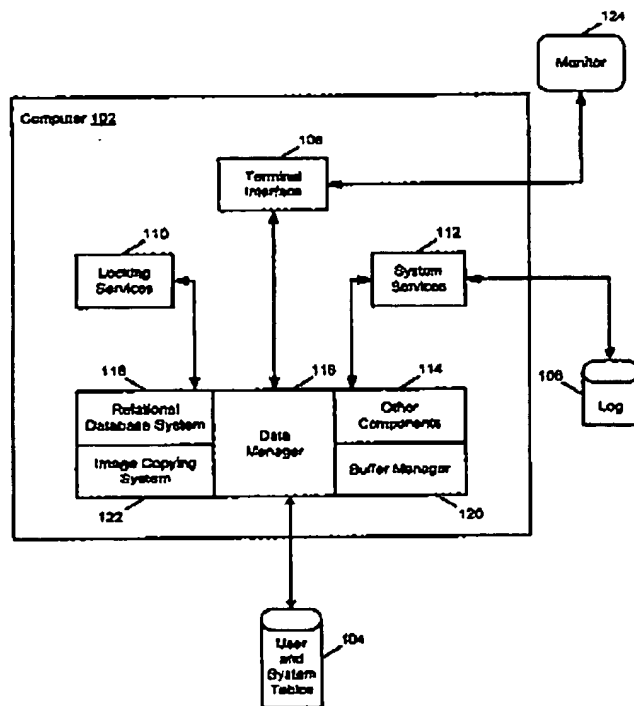 124
Monitor
Computer 102
108
Terminal
Interface
110
112
Locking
Services
System
Services
118
116
114
106
Relational
Database System
Data
Manager
Other
Components
Log
Image Copying
System
Buffer Manager
122
120
User
and
System
Tables
104